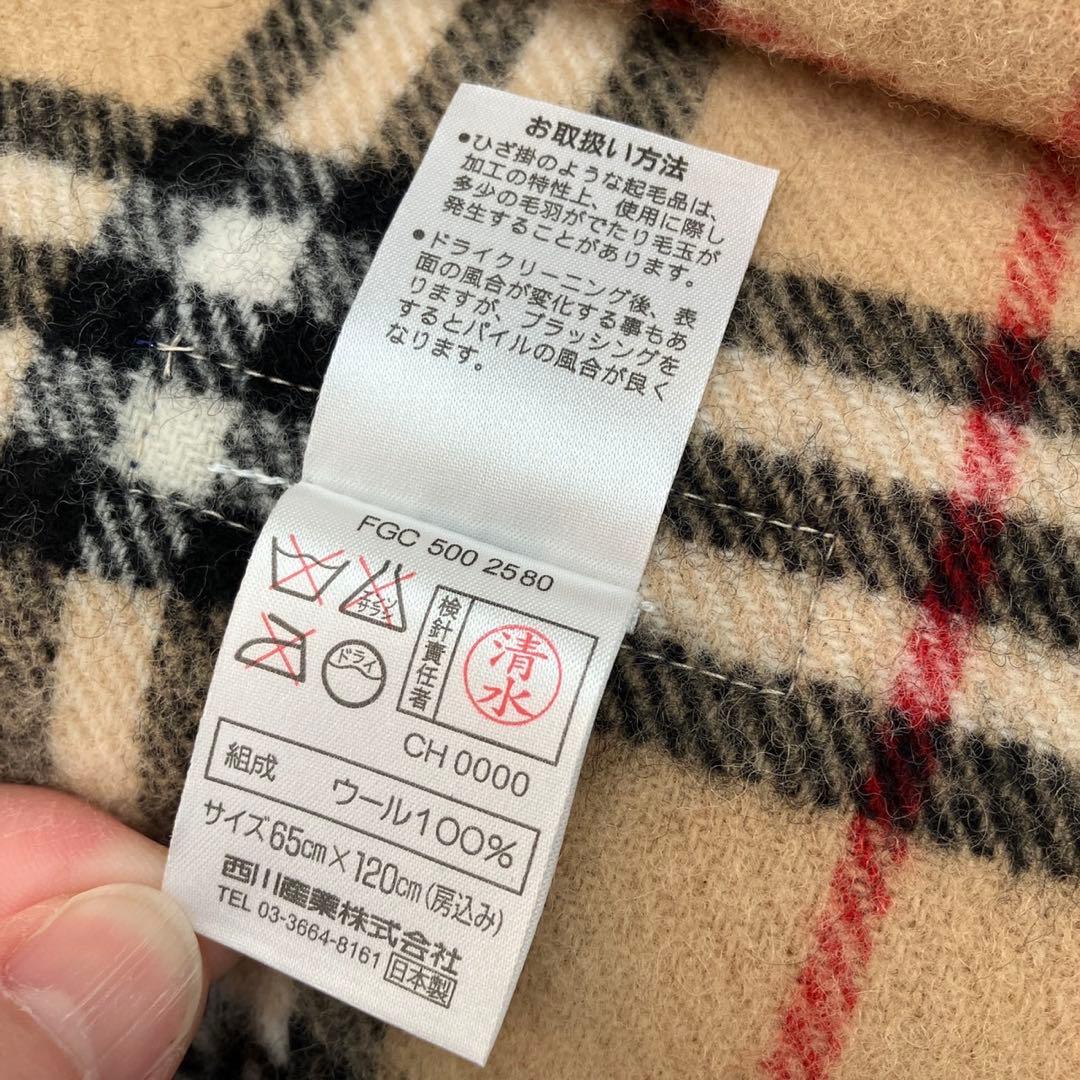 お取扱い方法
•ひざ掛のような起毛品は、
加工の特性上、使用に際し
多少の毛羽がでたり毛玉が
発生することがあります。
•ドライクリーニング後、表
面の風合が変化する事もあ
りますが、ブラッシングを
するとパイルの風合が良く
なります。
FGC 500 2580
エンソ
サラシ
ドライ
検針責任者
清水
CH 0000
組成 ウール100%
サイズ65cm×120cm(房込み)
西川産業株式会社
TEL 03-3664-8161 日本製